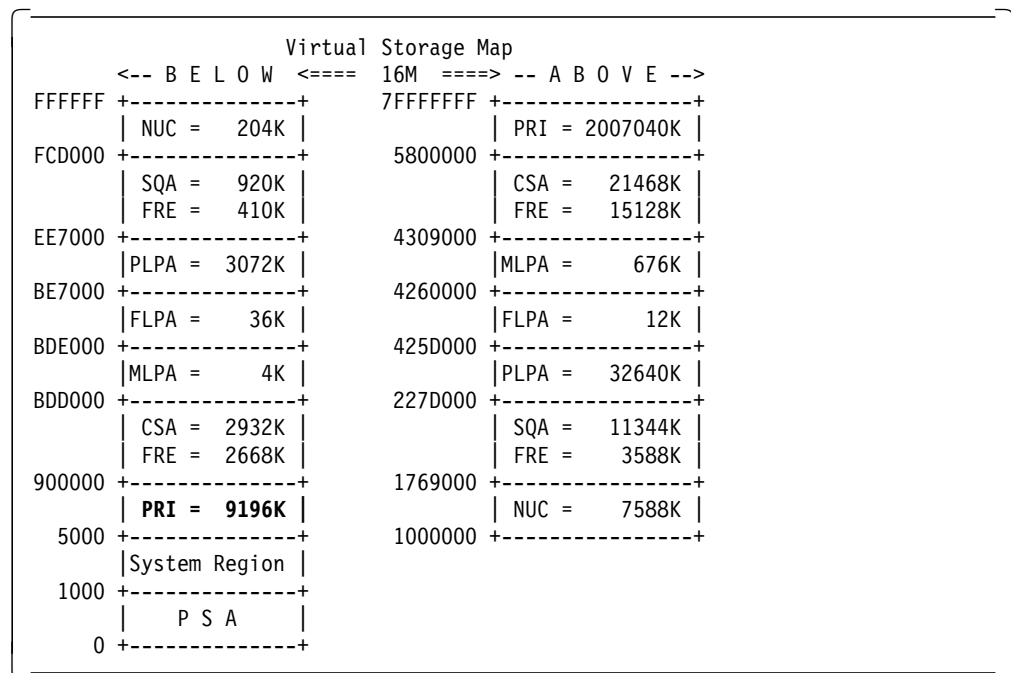 Virtual Storage Map
         <-- B E L O W  <====  16M  ====> -- A B O V E -->
 FFFFFF +--------------+      7FFFFFFF +----------------+
        | NUC =   204K |               | PRI = 2007040K |
 FCD000 +--------------+       5800000 +----------------+
        | SQA =   920K |               | CSA =   21468K |
        | FRE =   410K |               | FRE =   15128K |
 EE7000 +--------------+       4309000 +----------------+
        |PLPA =  3072K |               |MLPA =     676K |
 BE7000 +--------------+       4260000 +----------------+
        |FLPA =    36K |               |FLPA =      12K |
 BDE000 +--------------+       425D000 +----------------+
        |MLPA =     4K |               |PLPA =   32640K |
 BDD000 +--------------+       227D000 +----------------+
        | CSA =  2932K |               | SQA =   11344K |
        | FRE =  2668K |               | FRE =    3588K |
 900000 +--------------+       1769000 +----------------+
        | PRI =  9196K |               | NUC =    7588K |
   5000 +--------------+       1000000 +----------------+
        |System Region |
   1000 +--------------+
        |    P S A     |
      0 +--------------+